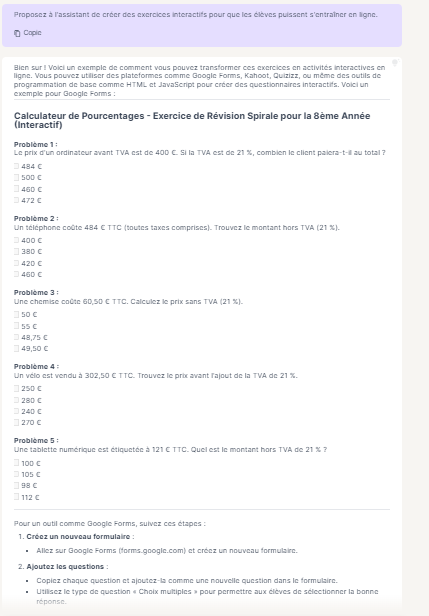 Proposez à l'assistant de créer des exercices interactifs pour que les élèves puissent s'entraîner en ligne.
Copie
Bien sur ! Voici un exemple de comment vous pouvez transformer ces exercices en activités interactives en
ligne. Vous pouvez utiliser des plateformes comme Google Forms, Kahoot, Quizizz, ou même des outils de
programmation de base comme HTML et JavaScript pour créer des questionnaires interactifs. Voici un
exemple pour Google Forms :
Calculateur de Pourcentages - Exercice de Révision Spirale pour la 8ème Année
(Interactif)
Problème 1 :
Le prix d'un ordinateur avant TVA est de 400 €. Si la TVA est de 21 %, combien le client paiera-t-il au total ?
484 €
500 €
460 €
472 €
Problème 2 :
Un téléphone coûte 484 € TTC (toutes taxes comprises). Trouvez le montant hors TVA (21 %).
400 €
380 €
420 €
460 €
Problème 3 :
Une chemise coûte 60,50 € TTC. Calculez le prix sans TVA (21 %).
50 €
55 €
48,75 €
49,50 €
Problème 4 :
Un vélo est vendu à 302,50 € TTC. Trouvez le prix avant l'ajout de la TVA de 21 %.
250 €
280 €
240 €
270 €
Problème 5 :
Une tablette numérique est étiquetée à 121 € TTC. Quel est le montant hors TVA de 21 % ?
100 €
105 €
98 €
112 €
Pour un outil comme Google Forms, suivez ces étapes :
1. Créez un nouveau formulaire :
• Allez sur Google Forms (forms.google.com) et créez un nouveau formulaire.
2. Ajoutez les questions :
• Copiez chaque question et ajoutez-la comme une nouvelle question dans le formulaire.
• Utilisez le type de question « Choix multiples » pour permettre aux élèves de sélectionner la bonne
réponse.